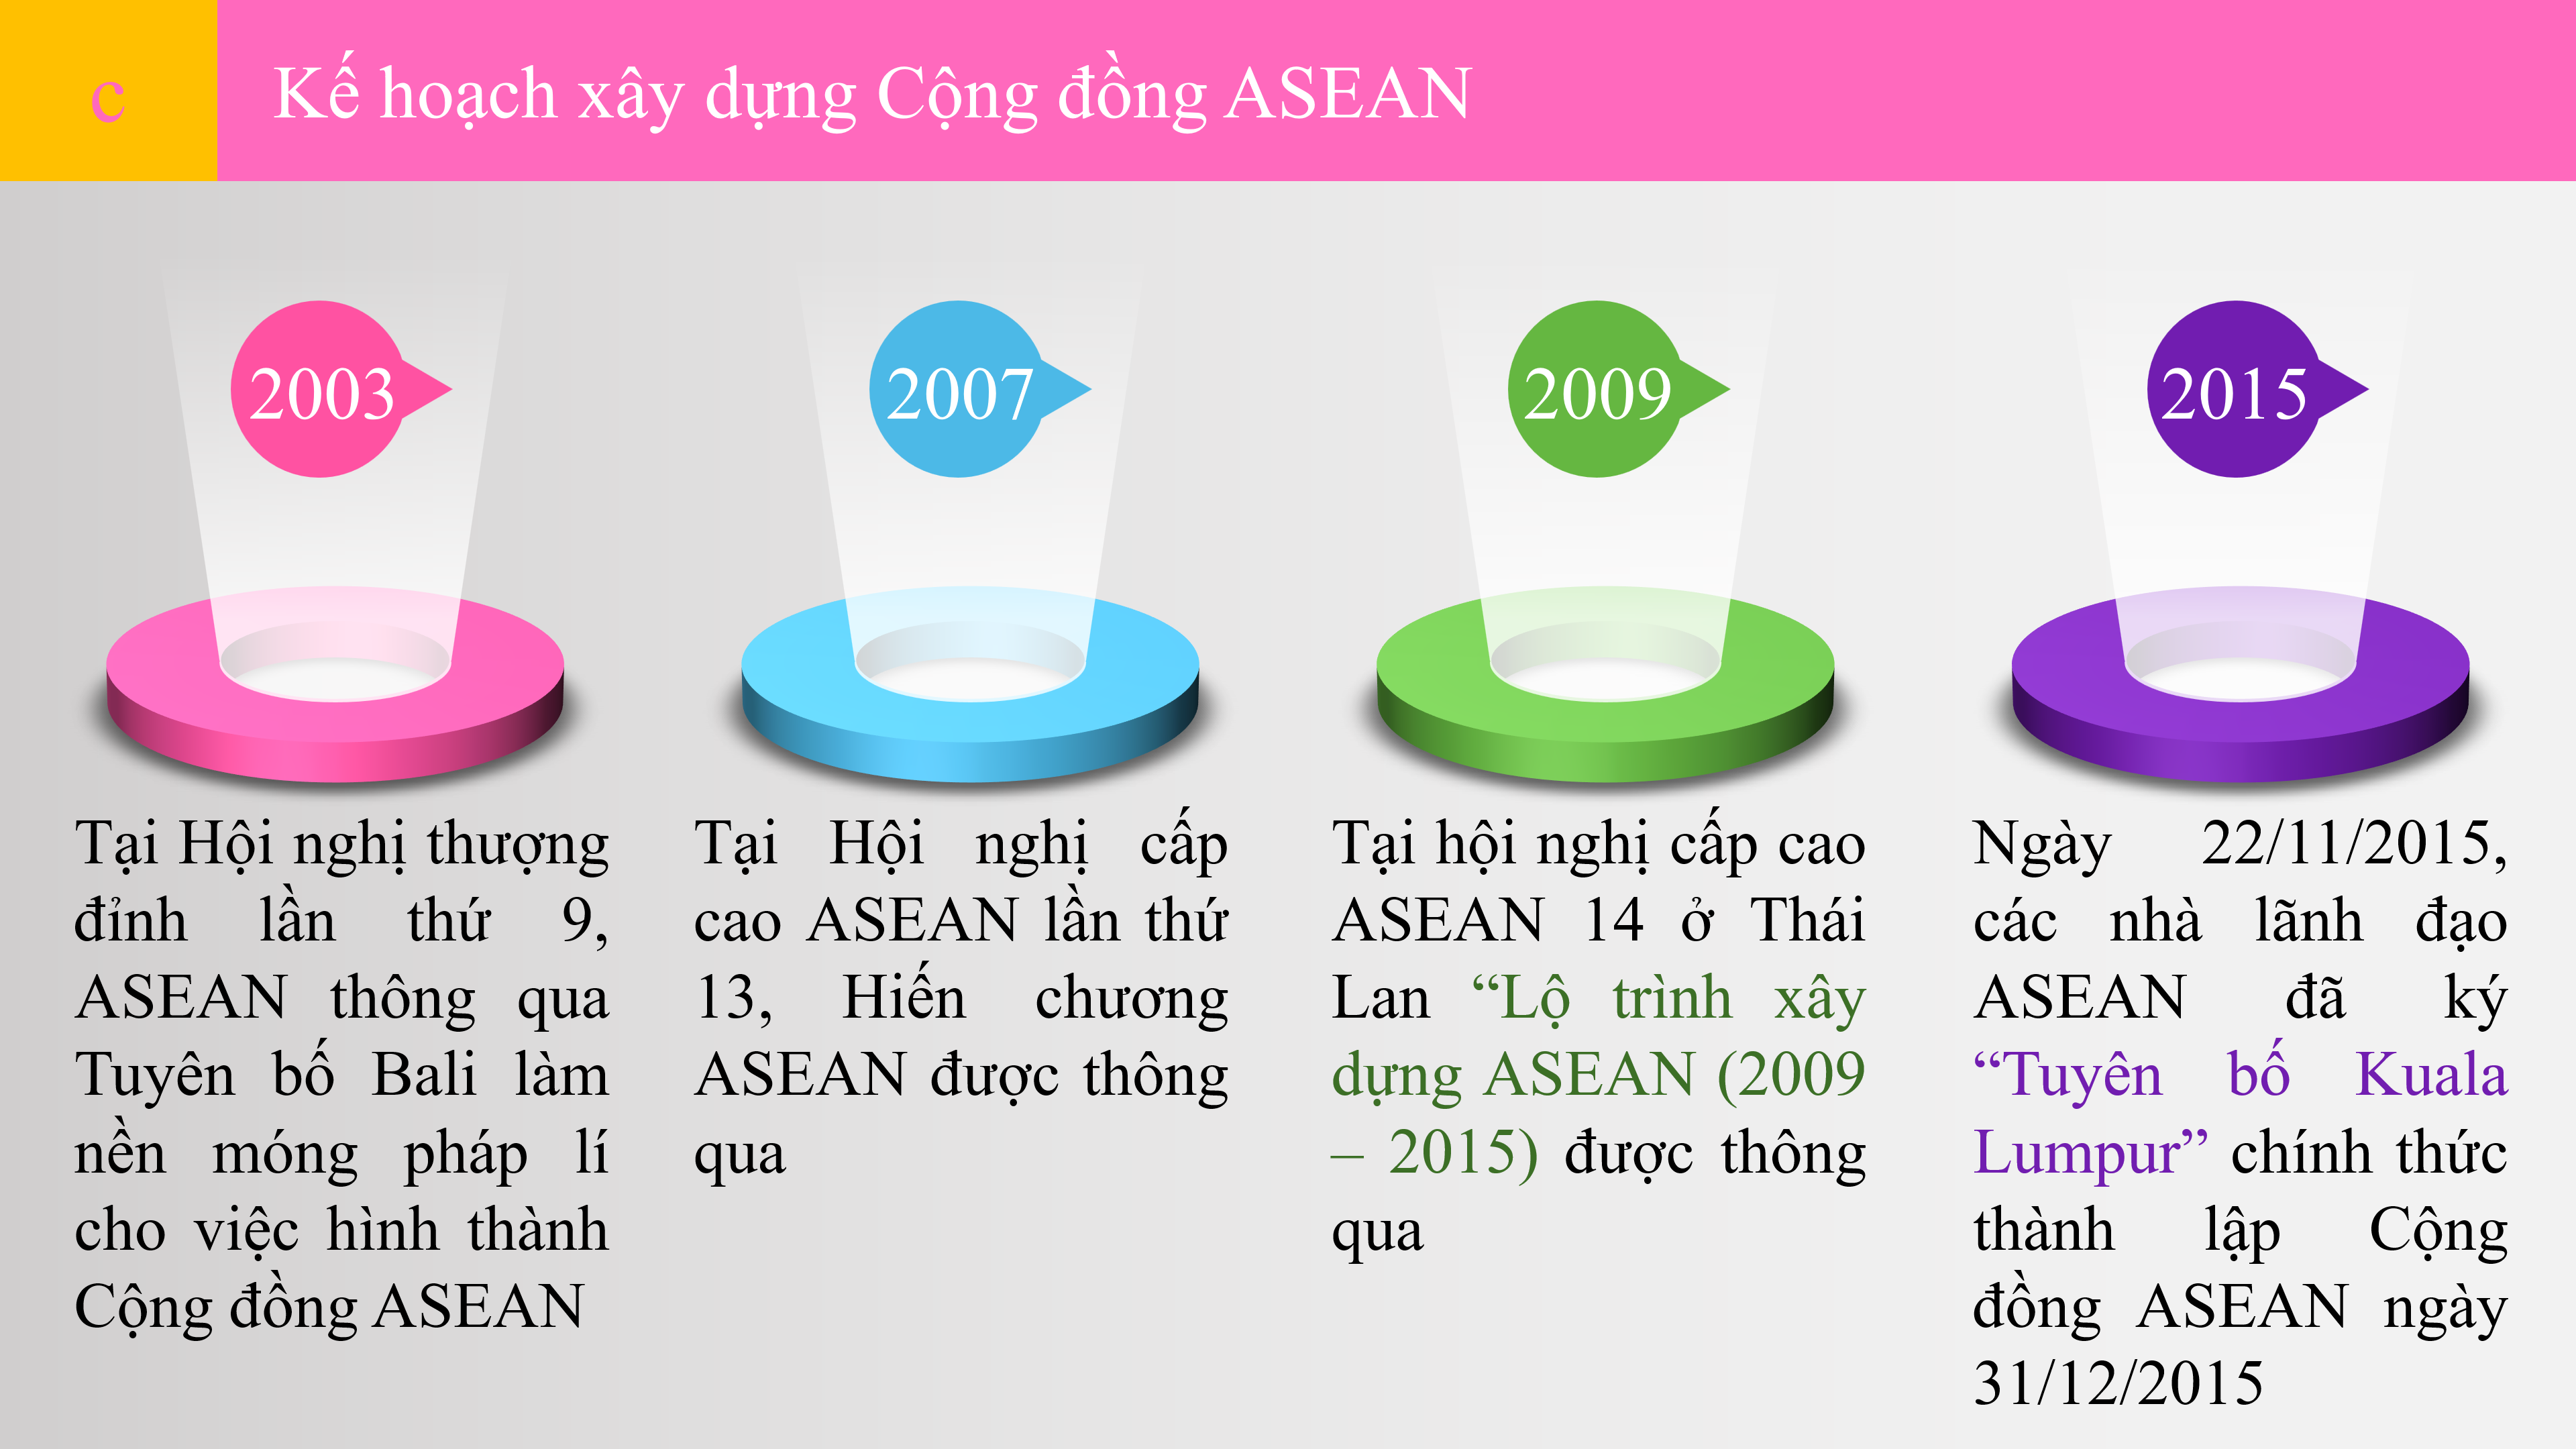 c
Kế hoạch xây dựng Cộng đồng ASEAN
2003
2007
2009
2015
Tại Hội nghị thượng
đỉnh lần thứ 9,
ASEAN thông qua
Tuyên bố Bali làm
nền móng pháp lí
cho việc hình thành
Cộng đồng ASEAN
Tại Hội nghị cấp
cao ASEAN lần thứ
13, Hiến chương
ASEAN được thông
qua
Tại hội nghị cấp cao
ASEAN 14 ở Thái
Lan “Lộ trình xây
dựng ASEAN (2009
– 2015) được thông
qua
Ngày 22/11/2015,
các nhà lãnh đạo
ASEAN đã ký
“Tuyên bố Kuala
Lumpur” chính thức
thành lập Cộng
đồng ASEAN ngày
31/12/2015